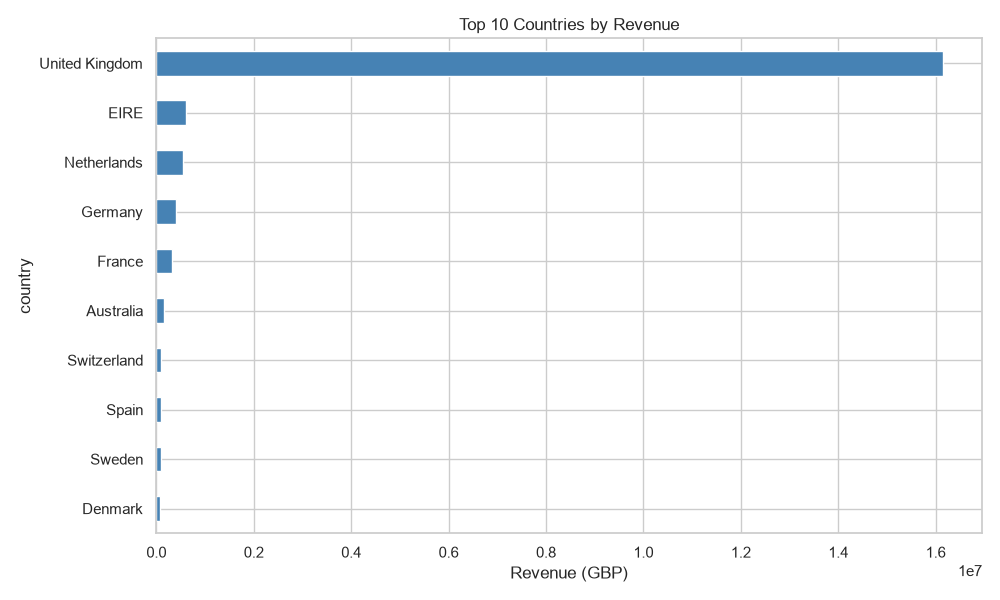 Top 10 Countries by Revenue
United Kingdom
EIRE
Netherlands
Germany
France
Australia
Switzerland
Spain
Sweden
Denmark
country
0.0 0.2 0.4 0.6 0.8 1.0 1.2 1.4 1.6
1e7
Revenue (GBP)